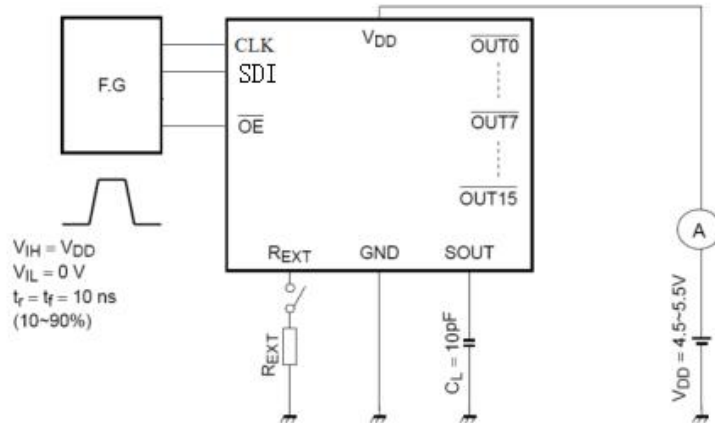 F.G
CLK
SDI
OE
VDD
OUT0
OUT7
OUT15
REXT
GND
SOUT
A
VIH = VDD
VIL = 0 V
tr = tf = 10 ns
(10~90%)
REXT
CL = 10pF
VDD = 4.5~5.5V